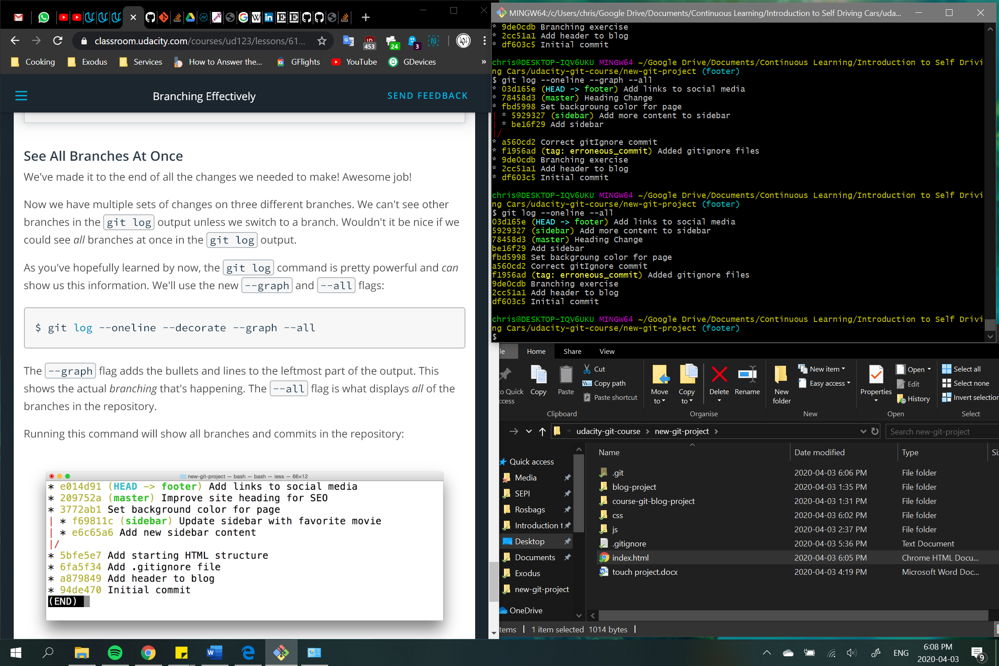 classroom.udacity.com/courses/ud123/lessons/61...
453
24
3
Cooking
Exodus
Services
How to Answer the...
GFlights
YouTube
GDevices
»
Branching Effectively
SEND FEEDBACK
See All Branches At Once
We've made it to the end of all the changes we needed to make! Awesome job!
Now we have multiple sets of changes on three different branches. We can't see other
branches in the git log output unless we switch to a branch. Wouldn't it be nice if we
could see all branches at once in the git log output.
As you've hopefully learned by now, the git log command is pretty powerful and can
show us this information. We'll use the new --graph and --all flags:
$ git log --oneline --decorate --graph --all
The --graph flag adds the bullets and lines to the leftmost part of the output. This
shows the actual branching that's happening. The --all flag is what displays all of the
branches in the repository.
Running this command will show all branches and commits in the repository:
new-git-project — bash — bash — less — 66×12
* e014d91 (HEAD -> footer) Add links to social media
* 209752a (master) Improve site heading for SEO
* 3772ab1 Set background color for page
| * f69811c (sidebar) Update sidebar with favorite movie
| * e6c65a6 Add new sidebar content
|/
* 5bfe5e7 Add starting HTML structure
* 6fa5f34 Add .gitignore file
* a879849 Add header to blog
* 94de470 Initial commit
(END)
MINGW64:/c/Users/chris/Google Drive/Documents/Continuous Learning/Introduction to Self Driving Cars/uda...
* 9de0cdb Branching exercise
* 2cc51a1 Add header to blog
* df603c5 Initial commit
chris@DESKTOP-IQV6UKU MINGW64 ~/Google Drive/Documents/Continuous Learning/Introduction to Self Drivi
ng Cars/udacity-git-course/new-git-project (footer)
$ git log --oneline --graph --all
* 03d165e (HEAD -> footer) Add links to social media
* 78458d3 (master) Heading Change
* fbd5998 Set backgroung color for page
| * 5929327 (sidebar) Add more content to sidebar
| * be16f29 Add sidebar
|/
* a560cd2 Correct gitIgnore commit
* f1956ad (tag: erroneous_commit) Added gitignore files
* 9de0cdb Branching exercise
* 2cc51a1 Add header to blog
* df603c5 Initial commit
chris@DESKTOP-IQV6UKU MINGW64 ~/Google Drive/Documents/Continuous Learning/Introduction to Self Drivi
ng Cars/udacity-git-course/new-git-project (footer)
$ git log --oneline --all
03d165e (HEAD -> footer) Add links to social media
5929327 (sidebar) Add more content to sidebar
78458d3 (master) Heading Change
be16f29 Add sidebar
fbd5998 Set backgroung color for page
a560cd2 Correct gitIgnore commit
f1956ad (tag: erroneous_commit) Added gitignore files
9de0cdb Branching exercise
2cc51a1 Add header to blog
df603c5 Initial commit
chris@DESKTOP-IQV6UKU MINGW64 ~/Google Drive/Documents/Continuous Learning/Introduction to Self Drivi
ng Cars/udacity-git-course/new-git-project (footer)
$
le
Home
Share
View
o Quick
ccess
Copy
Paste
Cut
Copy path
Paste shortcut
Clipboard
Move
to
Copy
to
Delete
Rename
Organise
New
folder
New item
Easy access
New
Properties
Open
Edit
History
Open
Select all
Select none
Invert selection
Select
« udacity-git-course > new-git-project >
Search new-git-project
Quick access
Media
SEPI
Rosbags
Introduction t
Desktop
Documents
Exodus
new-git-project
OneDrive
Name Date modified Type Si
.git 2020-04-03 6:06 PM File folder
blog-project 2020-04-03 1:35 PM File folder
course-git-blog-project 2020-04-03 1:31 PM File folder
css 2020-04-03 6:02 PM File folder
js 2020-04-03 2:37 PM File folder
.gitignore 2020-04-03 5:36 PM Text Document
index.html 2020-04-03 6:05 PM Chrome HTML Docu...
touch project.docx 2020-04-03 4:19 PM Microsoft Word Doc...
tems
1 item selected 1014 bytes
ENG
6:08 PM
2020-04-03
9